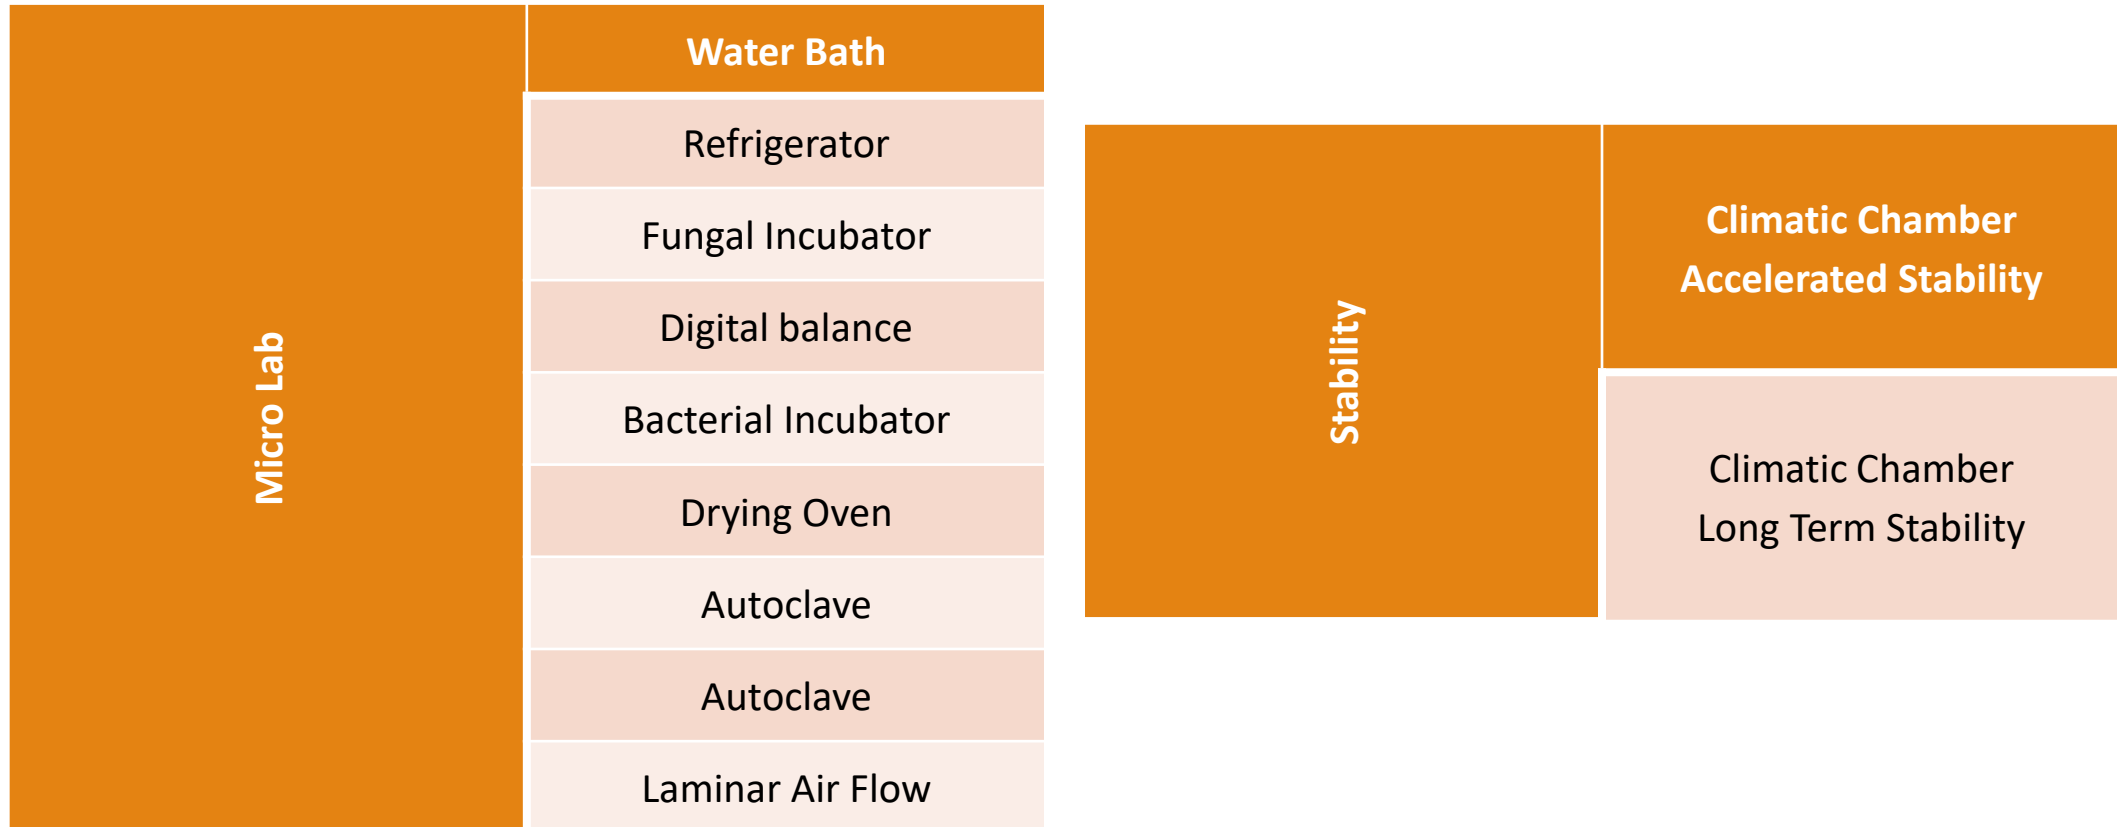 Micro Lab
Water Bath
Refrigerator
Fungal Incubator
Digital balance
Bacterial Incubator
Drying Oven
Autoclave
Autoclave
Laminar Air Flow
Stability
Climatic Chamber
Accelerated Stability
Climatic Chamber
Long Term Stability